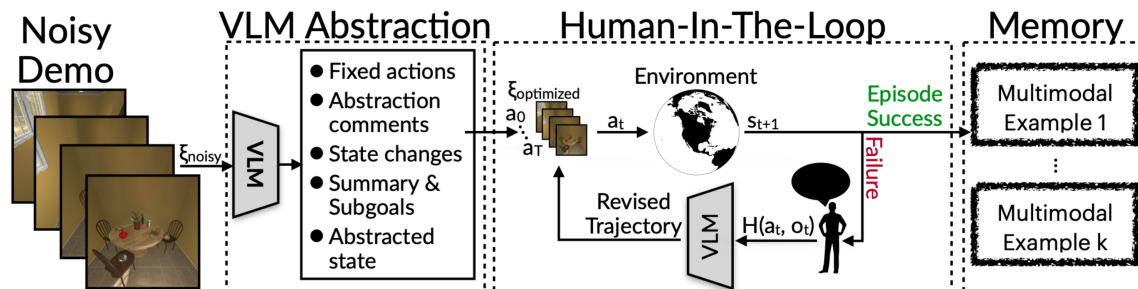 Noisy
Demo
ξnoisy
VLM Abstraction
VLM
● Fixed actions
● Abstraction
comments
● State changes
● Summary &
Subgoals
● Abstracted
state
Human-In-The-Loop
ξoptimized
a0
aT
at
Environment
st+1
Episode
Success
Failure
Revised
Trajectory
VLM
H(at, ot)
Memory
Multimodal
Example 1
⋮
Multimodal
Example k